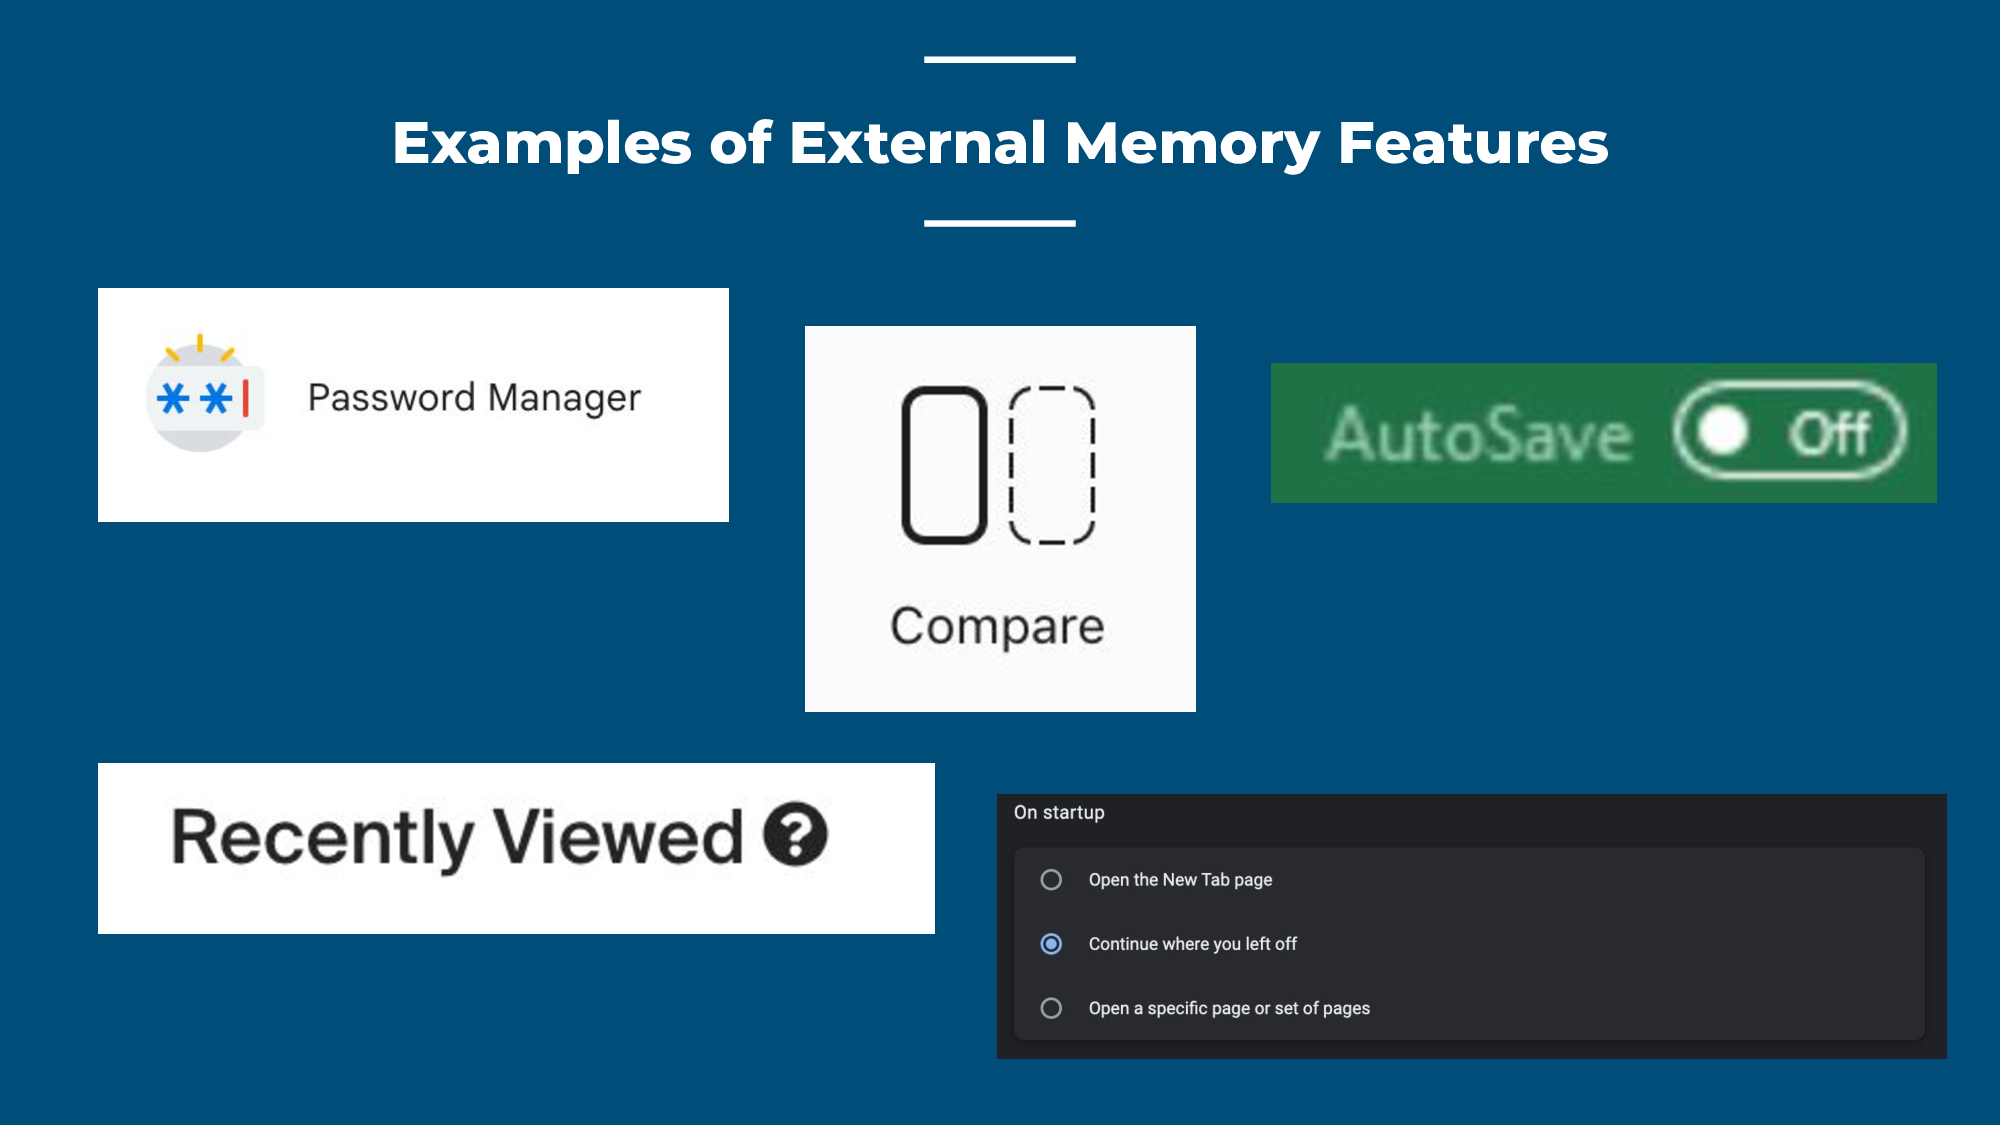 Examples of External Memory Features
Password Manager
Compare
AutoSave Off
Recently Viewed ?
On startup
Open the New Tab page
Continue where you left off
Open a specific page or set of pages